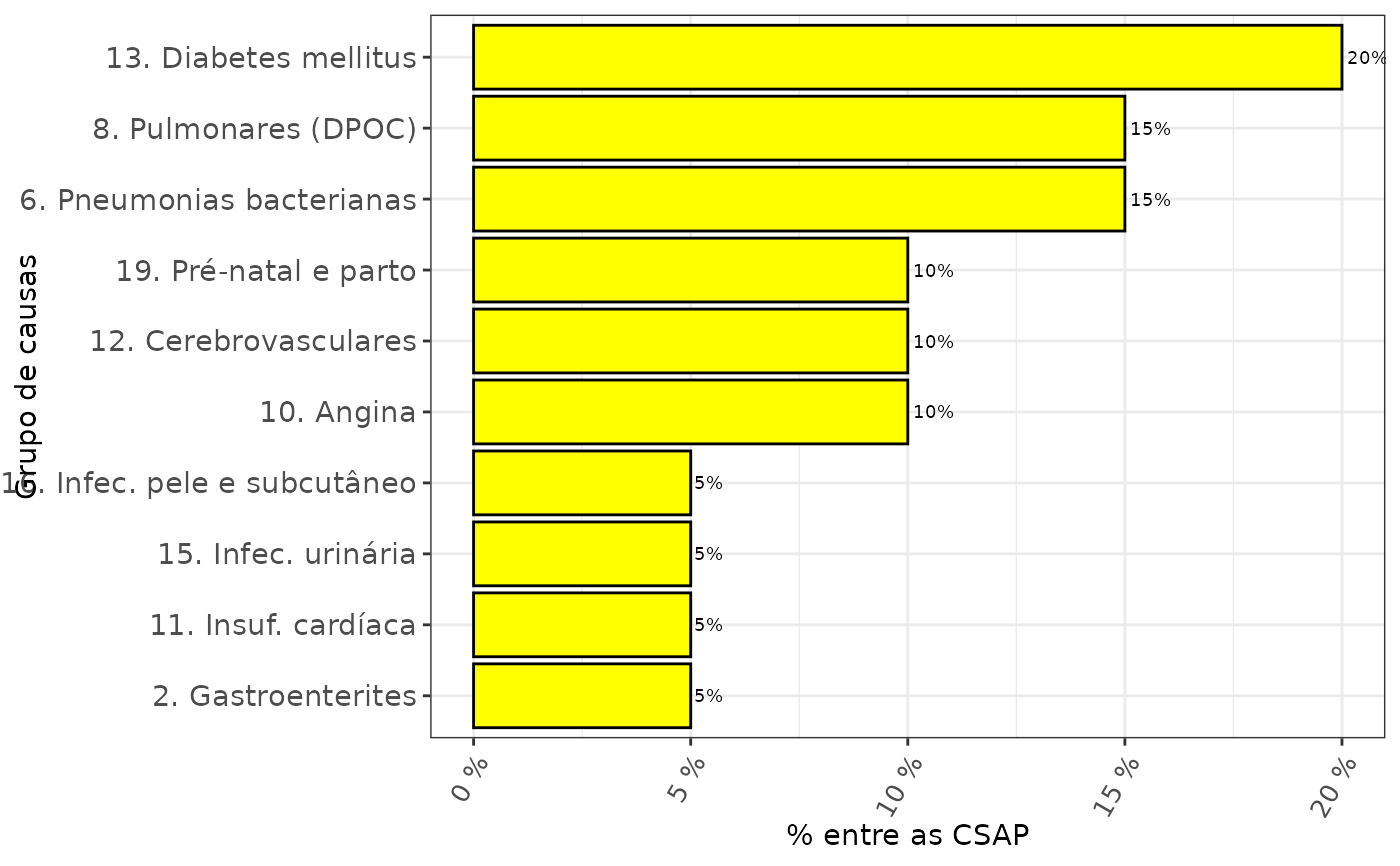 13. Diabetes mellitus 20%
8. Pulmonares (DPOC) 15%
6. Pneumonias bacterianas 15%
19. Pré-natal e parto 10%
12. Cerebrovasculares 10%
10. Angina 10%
Infec. pele e subcutâneo 5%
15. Infec. urinária 5%
11. Insuf. cardíaca 5%
2. Gastroenterites 5%
Grupo de causas
0 % 5 % 10 % 15 % 20 %
% entre as CSAP